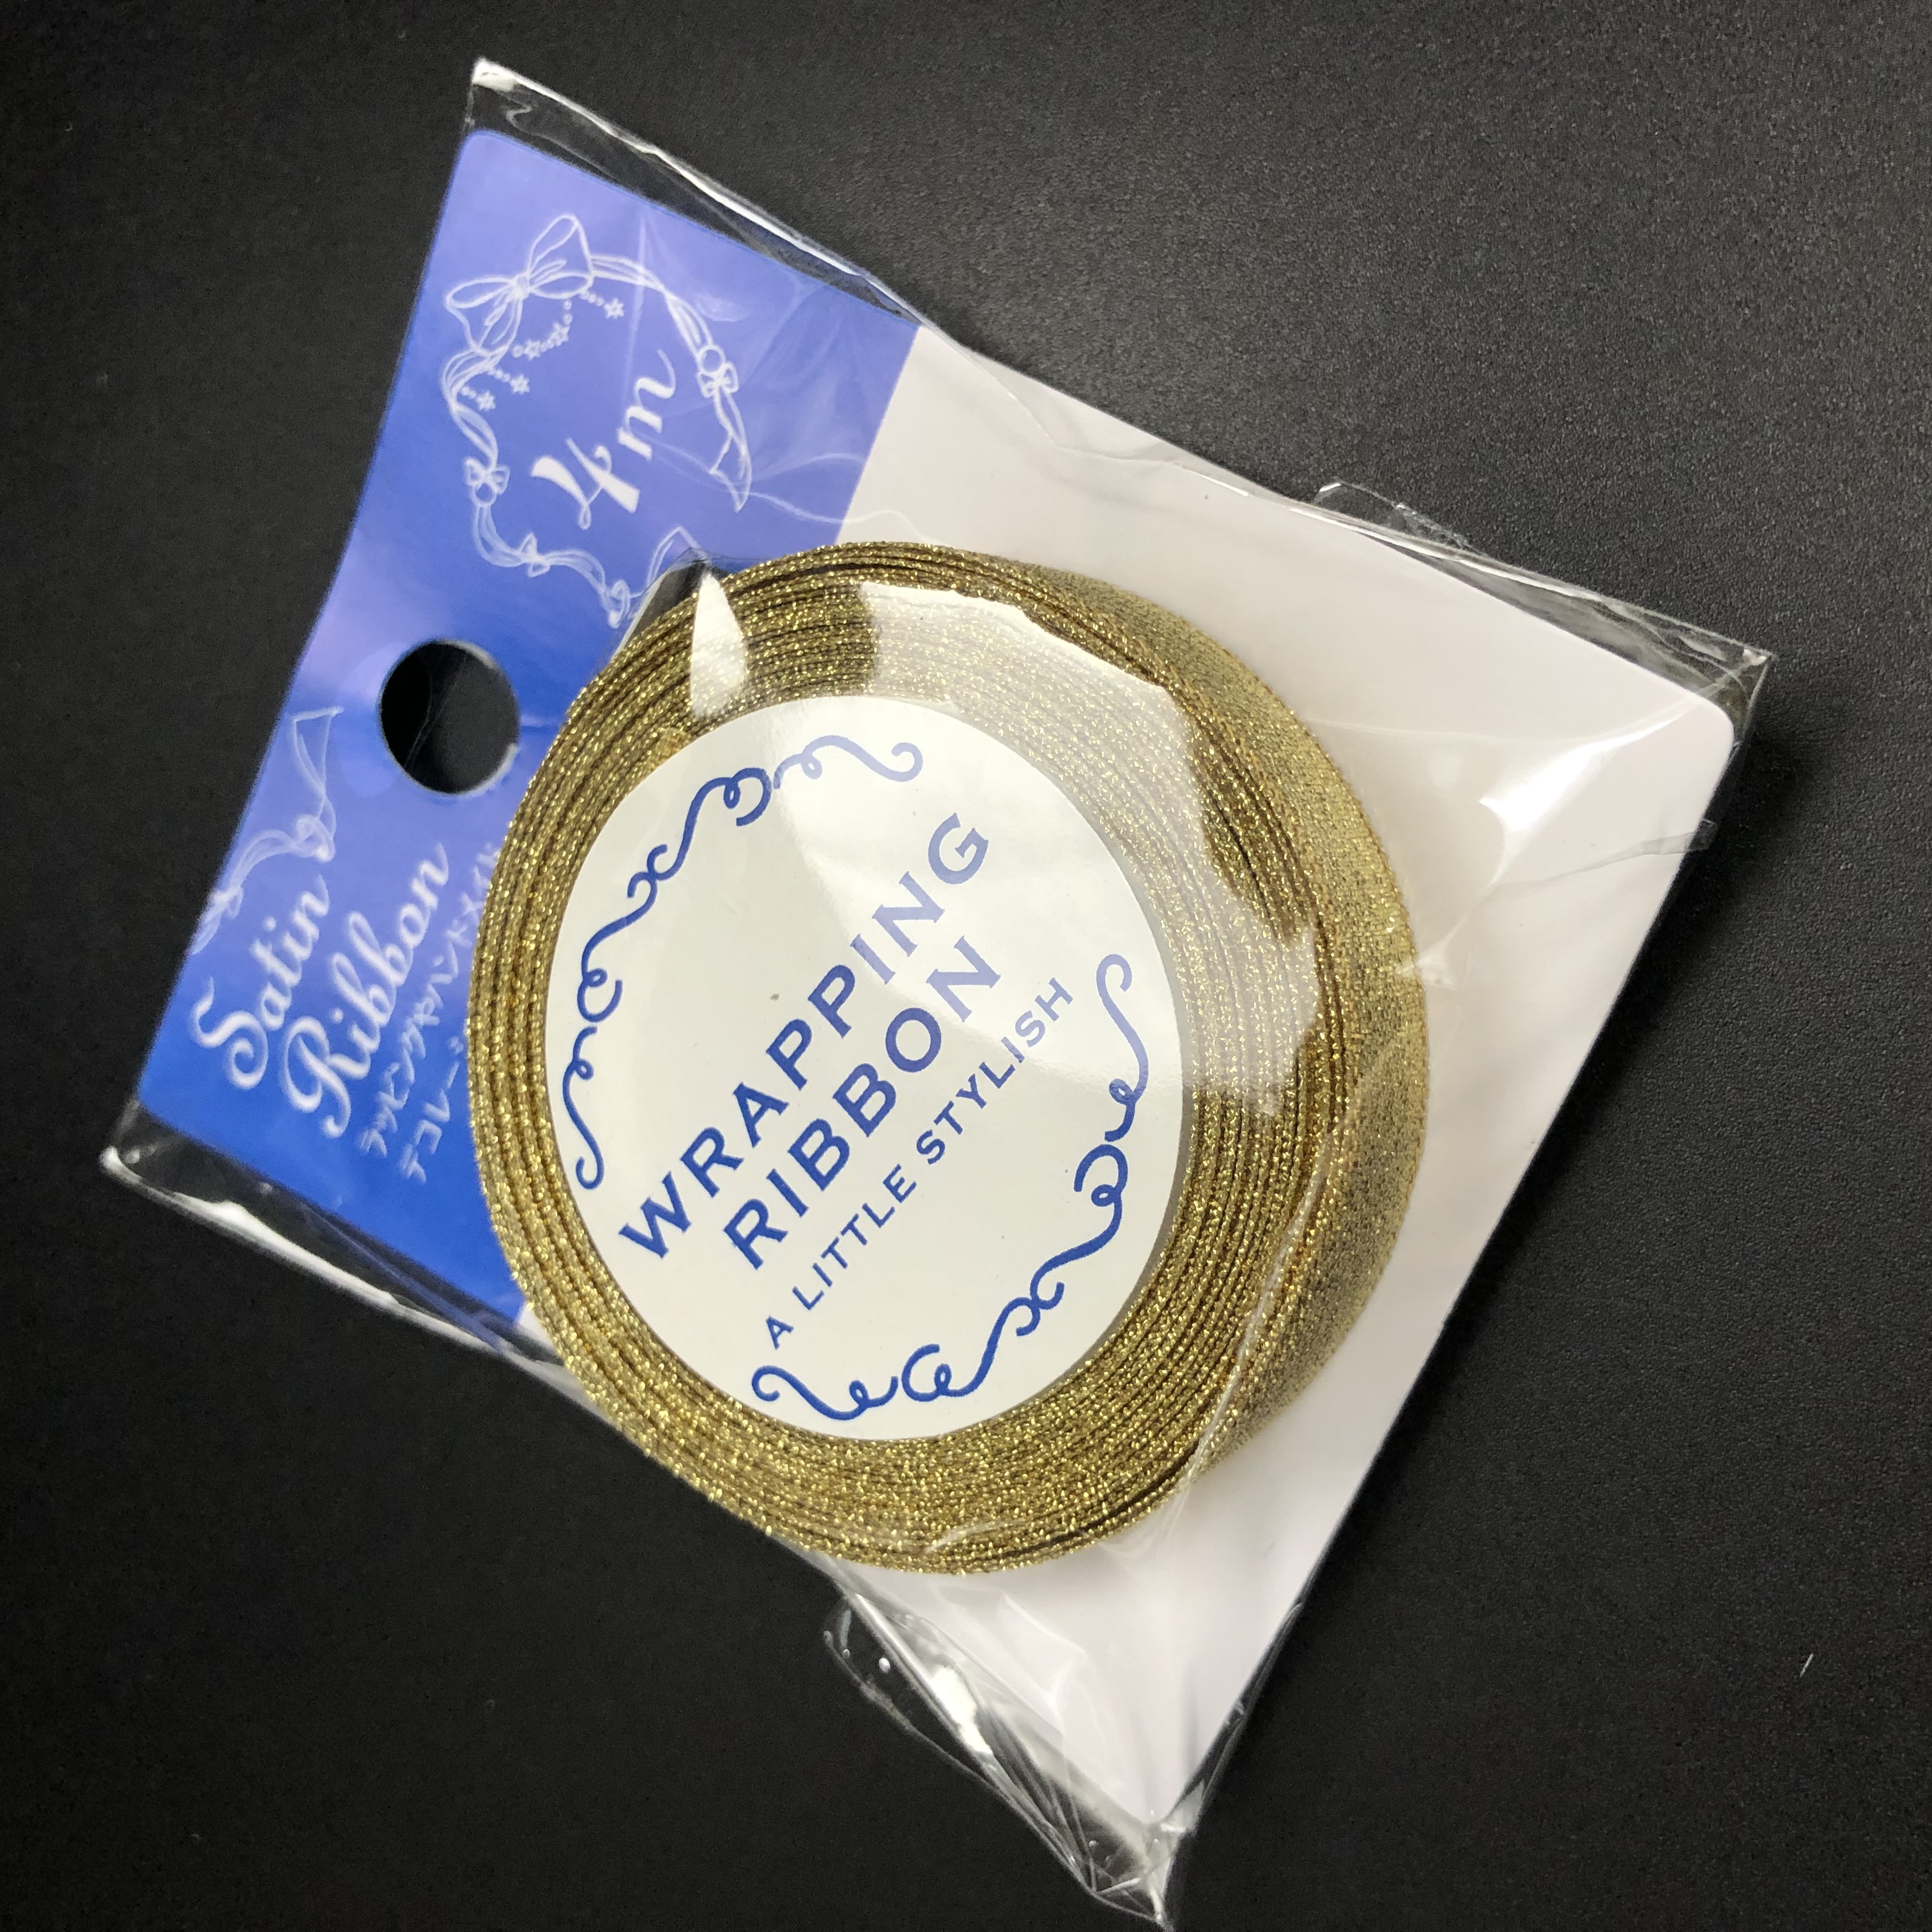 Satin
Ribbon
ラッピングやハンドメイド
デコレー
4m
WRAPPING
RIBBON
A LITTLE STYLISH